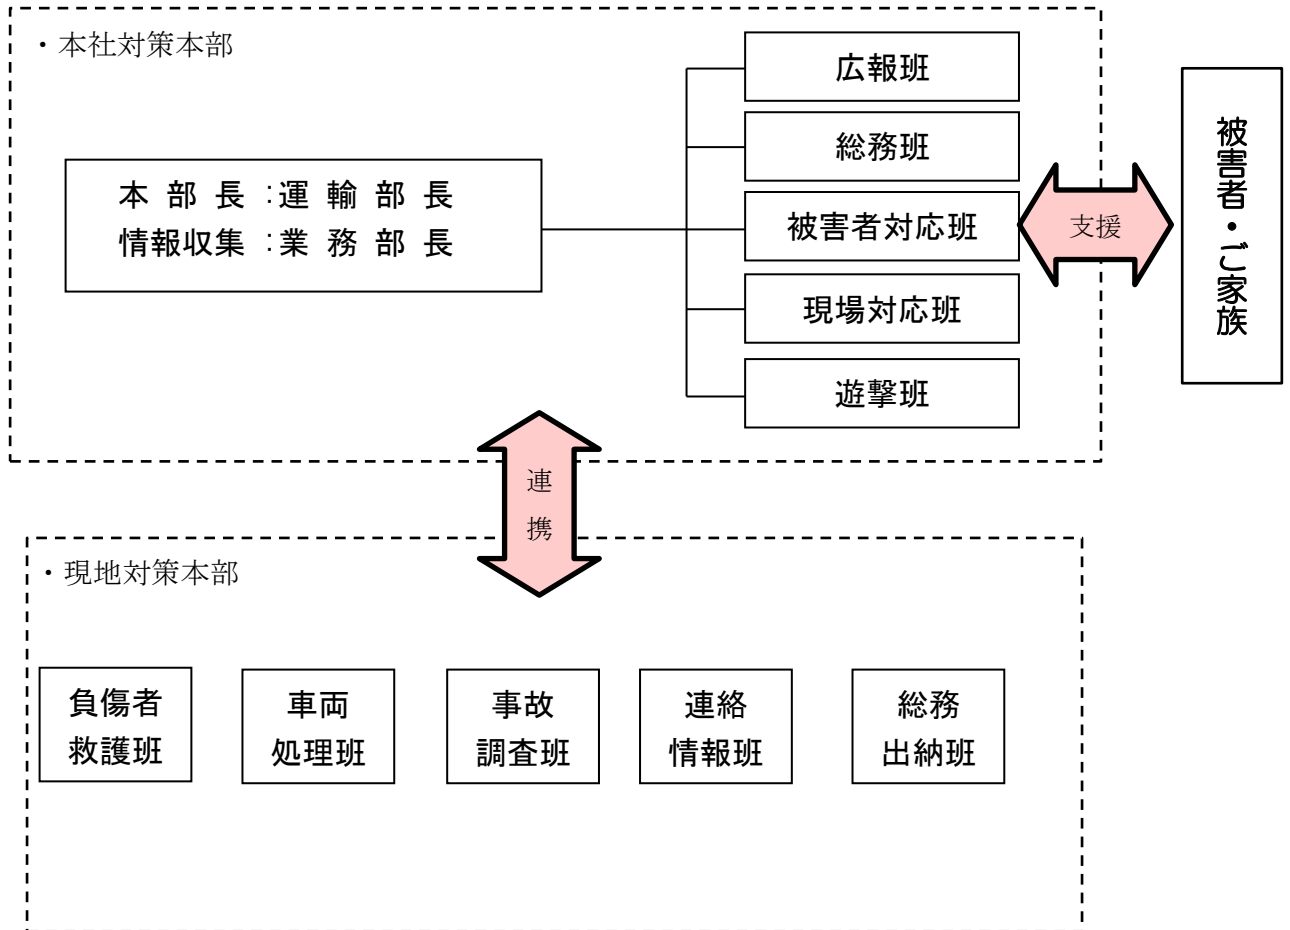 ・本社対策本部
本 部 長 :運 輸 部 長
情報収集 :業 務 部 長
広報班
総務班
被害者対応班
現場対応班
遊撃班
支援
被害者・ご家族
連
携
・現地対策本部
負傷者
救護班
車両
処理班
事故
調査班
連絡
情報班
総務
出納班